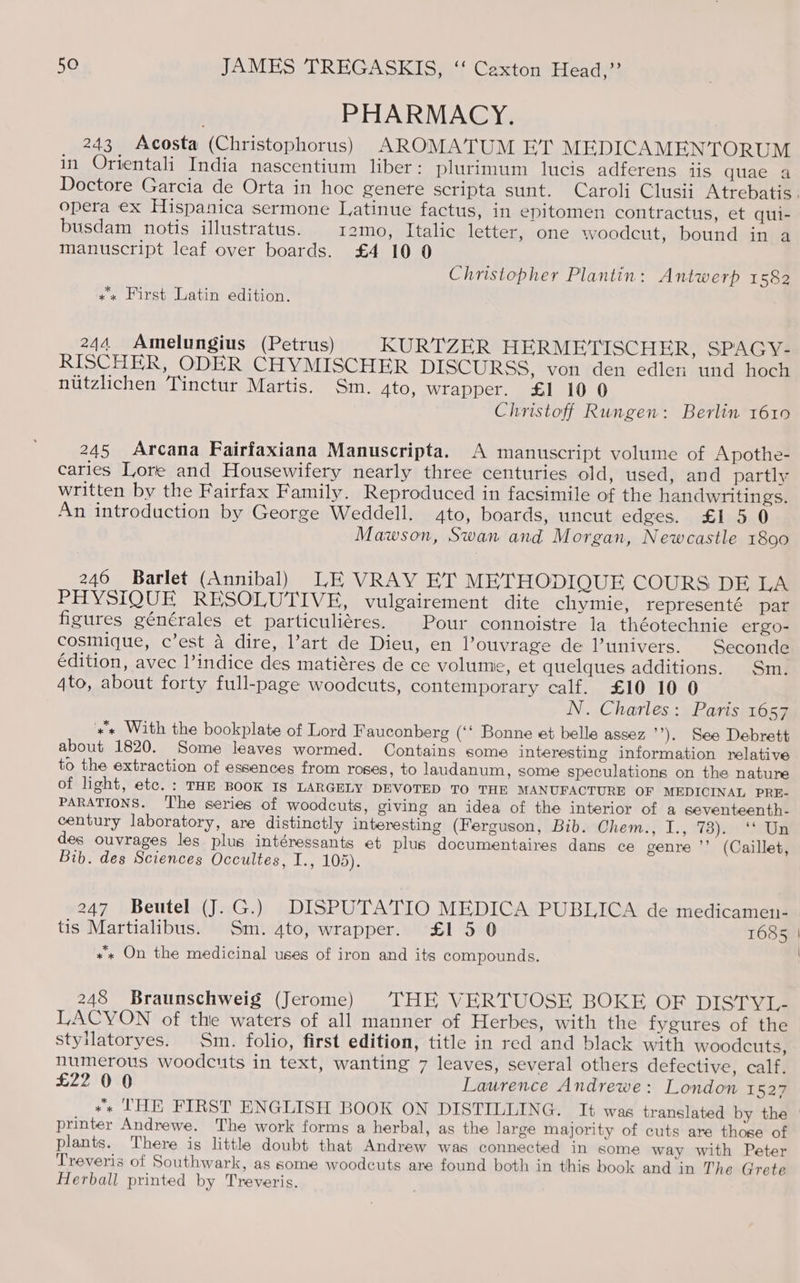 50 JAMES TREGASKIS, “ Caxton Head,”
PHARMACY.
243 Acosta (Christophorus) AROMATUM ET MEDICAMENTORUM
in Orientali India nascentium liber: plurimum lucis adferens iis quae a
Doctore Garcia de Orta in hoc genere scripta sunt. Caroli Clusii Atrebatis
opera ex Hispanica sermone Latinue factus, in epitomen contractus, et qui-
busdam notis illustratus. 12mo, Italic letter, one woodcut, bound in a
manuscript leaf over boards. £4 10 0
Christopher Plantin: Antwerp 1582
*** First Latin edition.
244 Amelungius (Petrus) KURTZER HERMETISCHER, SPAGY-
RISCHER, ODER CHYMISCHER DISCURSS, von den edlen und hoch
nützlichen Tinctur Martis. Sm. 4to, wrapper. £1 10 0
Christoff Rungen: Berlin 1610
245 Arcana Fairfaxiana Manuscripta. A manuscript volume of Apothe-
caries Lore and Housewifery nearly three centuries old, used, and partly
written by the Fairfax Family. Reproduced in facsimile of the handwritings.
An introduction by George Weddell. 4to, boards, uncut edges. £1 5 0
Mawson, Swan and Morgan, Newcastle 1890
246 Barlet (Annibal) LE VRAY ET METHODIQUE COURS DE LA
PHYSIQUE RESOLUTIVE, vulgairement dite chymie, representé par
figures générales et particuliéres. Pour connoistre la théotechnie ergo-
cosmique, c’est à dire, l’art de Dieu, en l’ouvrage de l’univers. Seconde
édition, avec l’indice des matiéres de ce volume, et quelques additions. Sm.
4to, about forty full-page woodcuts, contemporary calf. £10 10 0
N. Charles: Paris 1657
*** With the bookplate of Lord Fauconberg (“ Bonne et belle assez ”). See Debrett
about 1820. Some leaves wormed. Contains some interesting information relative
to the extraction of essences from roses, to laudanum, some speculations on the nature
of light, etc.: THE BOOK IS LARGELY DEVOTED TO THE MANUFACTURE OF MEDICINAL PRE-
PARATIONS. The series of woodcuts, giving an idea of the interior of a seventeenth-
century laboratory, are distinctly interesting (Ferguson, Bib. Chem., I., 73). “ Un
des ouvrages les plus intéressants et plus documentaires dans ce genre ” (Caillet,
Bib. des Sciences Occultes, I., 105).
247 Beutel (J. G.) DISPUTATIO MEDICA PUBLICA de medicamen-
tis Martialibus. Sm. 4to, wrapper. £1 5 0 1685
*** On the medicinal uses of iron and its compounds.
248 Braunschweig (Jerome) THE VERTUOSE BOKE OF DISTYL-
LACYON of the waters of all manner of Herbes, with the fygures of the
styllatoryes. Sm. folio, first edition, title in red and black with woodcuts,
numerous woodcuts in text, wanting 7 leaves, several others defective, calf.
£22 0 0 Laurence Andrewe: London 1527
*** THE FIRST ENGLISH BOOK ON DISTILLING. It was translated by the
printer Andrewe. The work forms a herbal, as the large majority of cuts are those of
plants. There is little doubt that Andrew was connected in some way with Peter
Treveris of Southwark, as some woodcuts are found both in this book and in The Grete
Herball printed by Treveris.